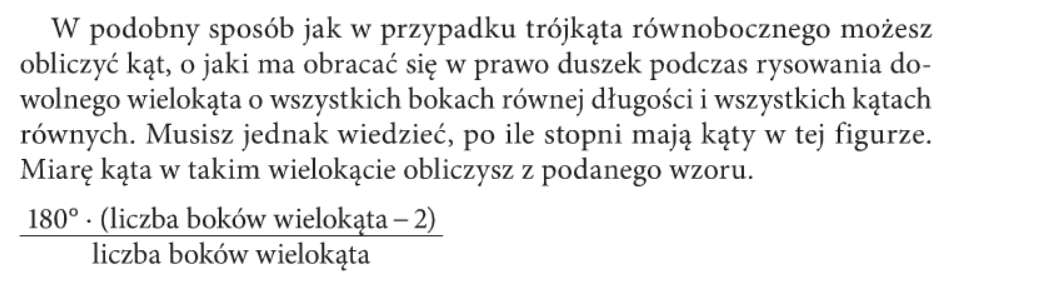 W podobny sposób jak w przypadku trójkąta równobocznego możesz
obliczyć kąt, o jaki ma obracać się w prawo duszek podczas rysowania do-
wolnego wielokąta o wszystkich bokach równej długości i wszystkich kątach
równych. Musisz jednak wiedzieć, po ile stopni mają kąty w tej figurze.
Miarę kąta w takim wielokącie obliczysz z podanego wzoru.
180° · (liczba boków wielokąta – 2)
liczba boków wielokąta